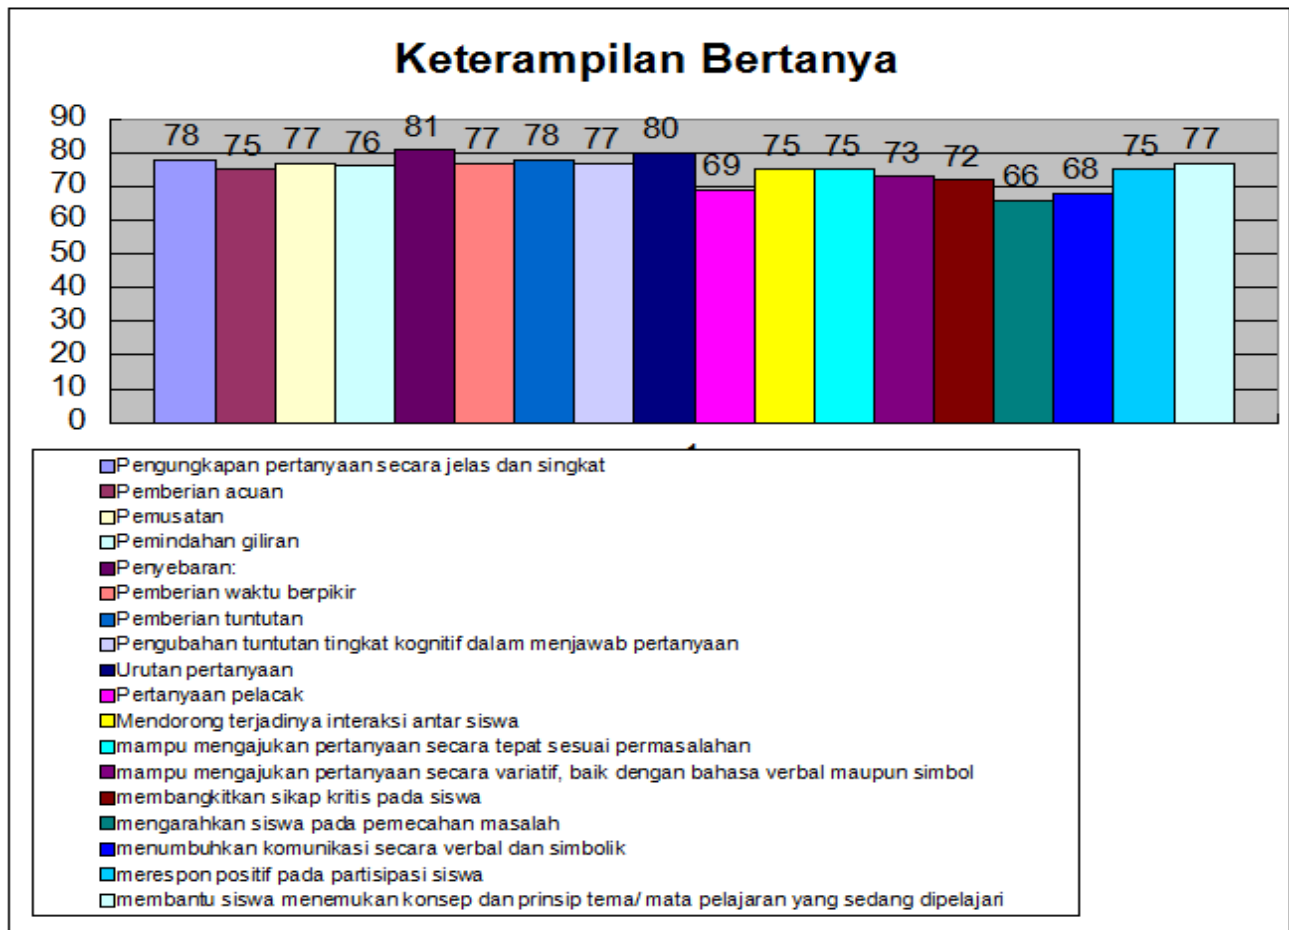 Keterampilan Bertanya
90
80
70
60
50
40
30
20
10
0
78 75 77 76 81 77 78 77 80 69 75 75 73 72 66 68 75 77
Pengungkapan pertanyaan secara jelas dan singkat
Pemberian acuan
Pemusatan
Pemindahan giliran
Penyebaran:
Pemberian waktu berpikir
Pemberian tuntutan
Pengubahan tuntutan tingkat kognitif dalam menjawab pertanyaan
Urutan pertanyaan
Pertanyaan pelacak
Mendorong terjadinya interaksi antar siswa
mampu mengajukan pertanyaan secara tepat sesuai permasalahan
mampu mengajukan pertanyaan secara variatif, baik dengan bahasa verbal maupun simbol
membangkitkan sikap kritis pada siswa
mengarahkan siswa pada pemecahan masalah
menumbuhkan komunikasi secara verbal dan simbolik
merespon positif pada partisipasi siswa
membantu siswa menemukan konsep dan prinsip tema/ mata pelajaran yang sedang dipelajari